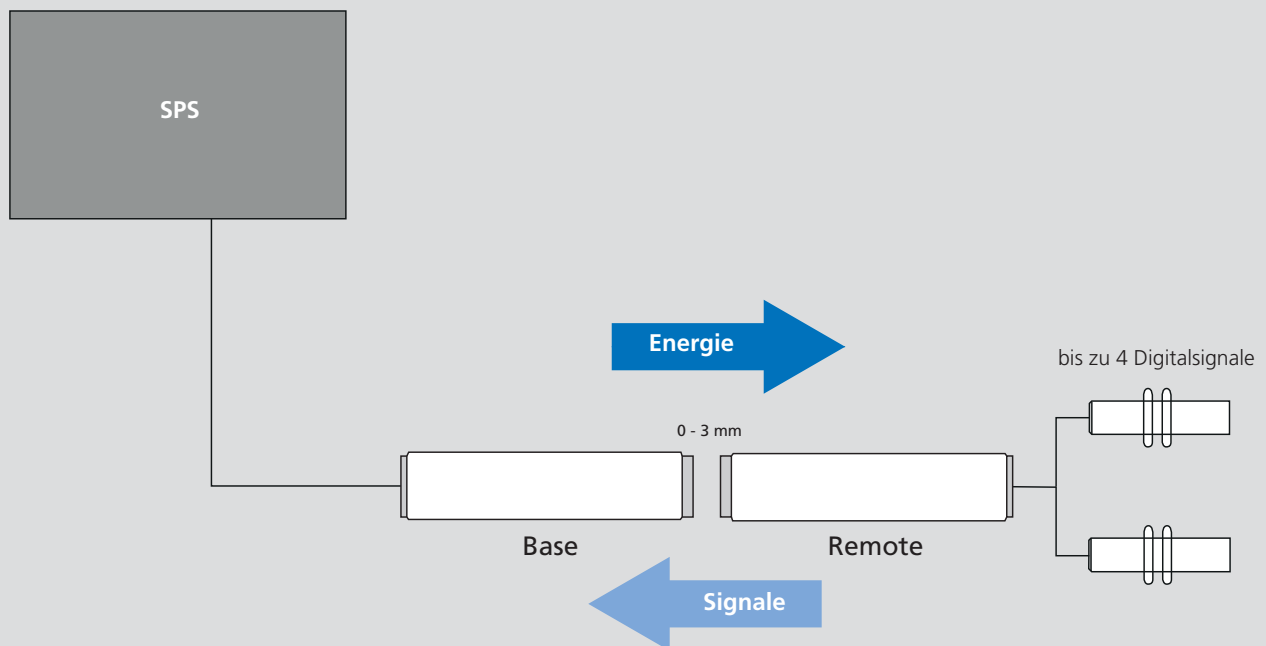 SPS
Energie
bis zu 4 Digitalsignale
0 - 3 mm
Base
Remote
Signale